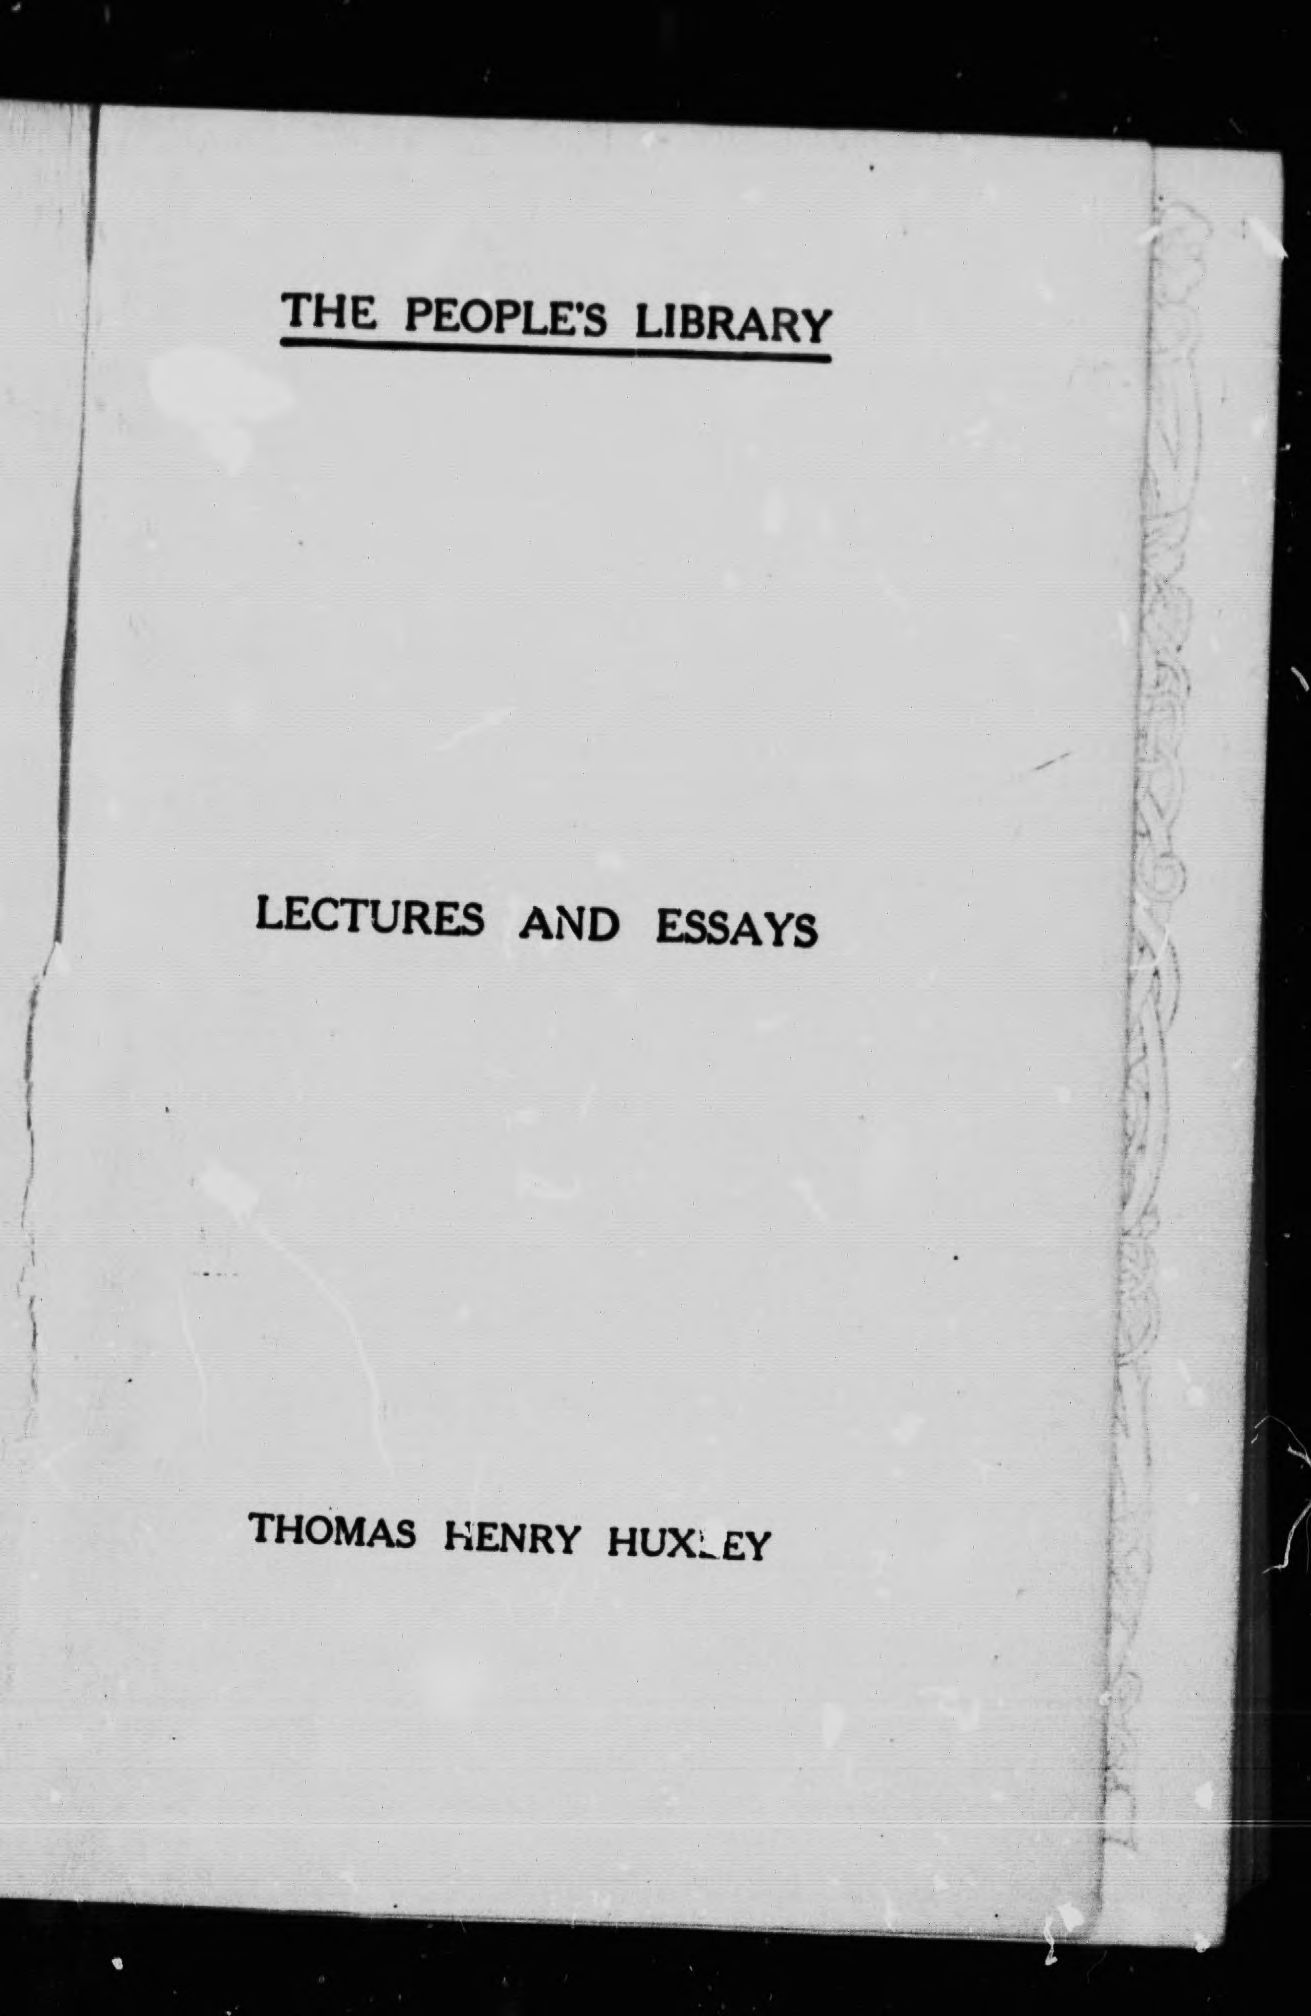 THE PEOPLE'S LIBRARY
LECTURES AND ESSAYS
THOMAS HENRY HUXLEY